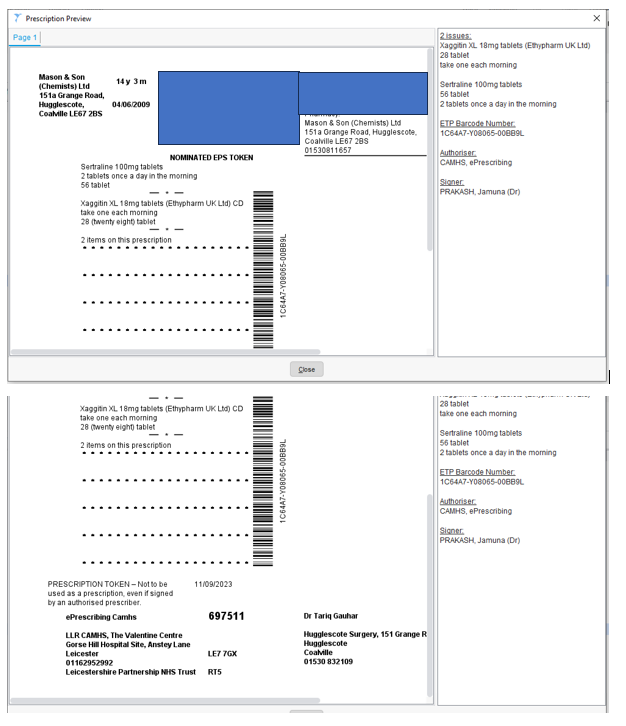 Prescription Preview
Page 1
Mason & Son
(Chemists) Ltd
151a Grange Road,
Hugglescote,
Coalville LE67 2BS
14 y 3 m
04/06/2009
Mason & Son (Chemists) Ltd
151a Grange Road, Hugglescote,
Coalville LE67 2BS
01530811657
NOMINATED EPS TOKEN
Sertraline 100mg tablets
2 tablets once a day in the morning
56 tablet
Xaggitin XL 18mg tablets (Ethypharm UK Ltd) CD
take one each morning
28 (twenty eight) tablet
2 items on this prescription
1C64A7-Y08065-00BB9L
2 issues:
Xaggitin XL 18mg tablets (Ethypharm UK Ltd)
28 tablet
take one each morning
Sertraline 100mg tablets
56 tablet
2 tablets once a day in the morning
ETP Barcode Number:
1C64A7-Y08065-00BB9L
Authoriser:
CAMHS, ePrescribing
Signer:
PRAKASH, Jamuna (Dr)
Close
Xaggitin XL 18mg tablets (Ethypharm UK Ltd) CD
take one each morning
28 (twenty eight) tablet
2 items on this prescription
1C64A7-Y08065-00BB9L
PRESCRIPTION TOKEN – Not to be
used as a prescription, even if signed
by an authorised prescriber.
11/09/2023
ePrescribing Camhs 697511
LLR CAMHS, The Valentine Centre
Gorse Hill Hospital Site, Anstey Lane
Leicester LE7 7GX
01162952992
Leicestershire Partnership NHS Trust RT5
Dr Tariq Gauhar
Hugglescote Surgery, 151 Grange R
Hugglescote
Coalville
01530 832109
28 tablet
take one each morning
Sertraline 100mg tablets
56 tablet
2 tablets once a day in the morning
ETP Barcode Number:
1C64A7-Y08065-00BB9L
Authoriser:
CAMHS, ePrescribing
Signer:
PRAKASH, Jamuna (Dr)